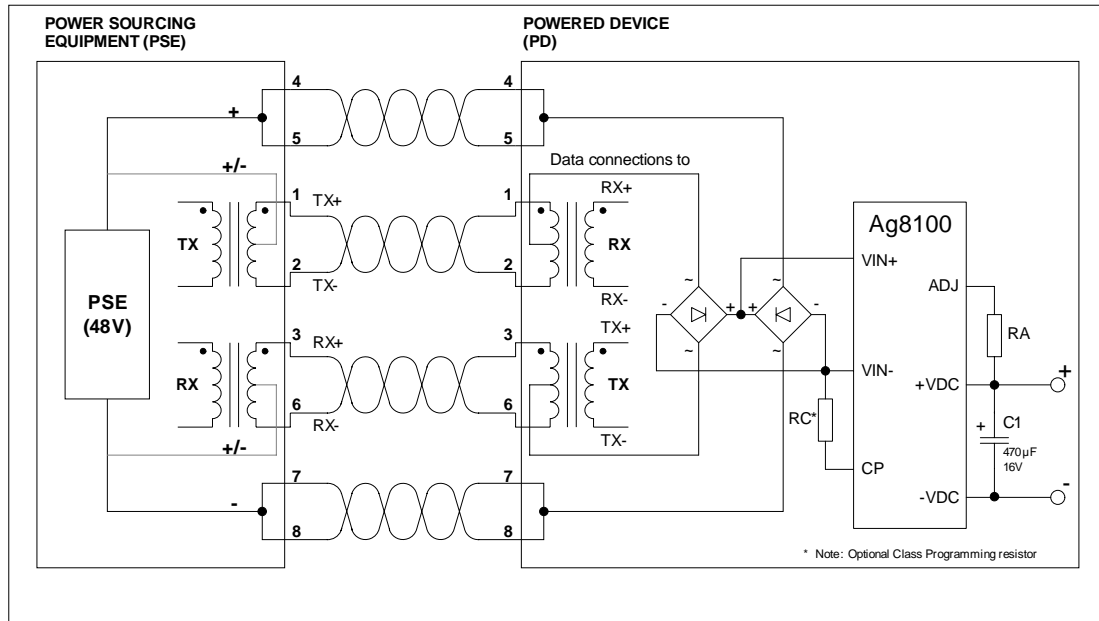 POWER SOURCING
EQUIPMENT (PSE)
POWERED DEVICE
(PD)
4
4
+
5
5
+/-
Data connections to
1
TX+
1
RX+
TX
RX
2
TX-
2
RX-
PSE
(48V)
3
RX+
3
TX+
RX
TX
6
RX-
6
TX-
+/-
7
7
-
8
8
~
~
-
+
+
-
~
~
Ag8100
VIN+
ADJ
RA
VIN-
+VDC
+
RC*
+
C1
470µF
16V
CP
-VDC
-
* Note: Optional Class Programming resistor